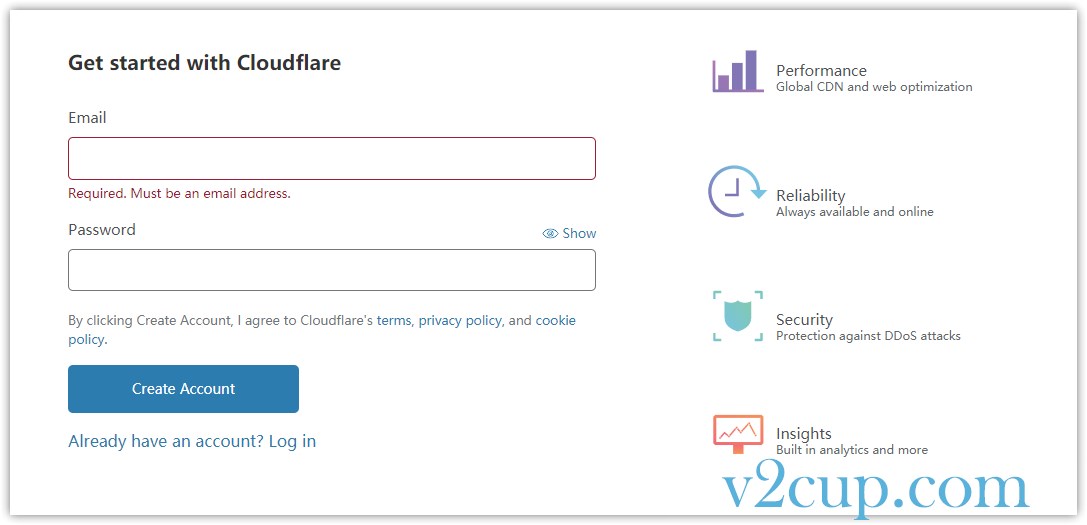 Get started with Cloudflare
Email
Required. Must be an email address.
Password
Show
By clicking Create Account, I agree to Cloudflare's terms, privacy policy, and cookie
policy.
Create Account
Already have an account? Log in
Performance
Global CDN and web optimization
Reliability
Always available and online
Security
Protection against DDoS attacks
Insights
Built in analytics and more
v2cup.com